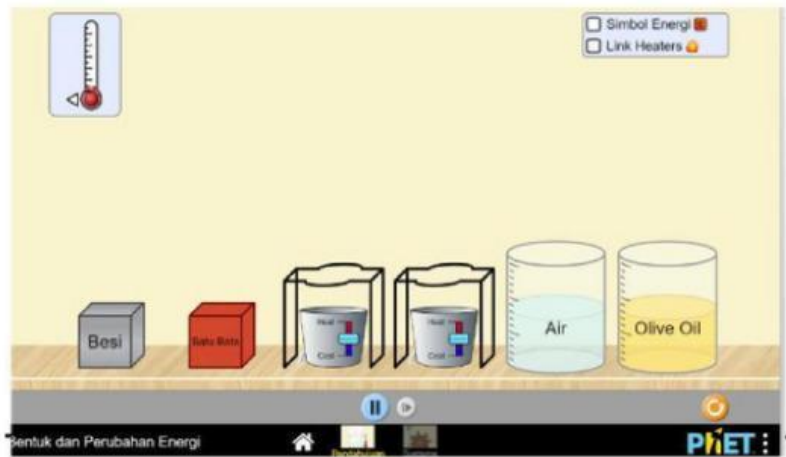 Simbol Energi
Link Heaters
Besi
Batu Bata
Heat
Cool
Heat
Cool
Air
Olive Oil
Bentuk dan Perubahan Energi
PhET